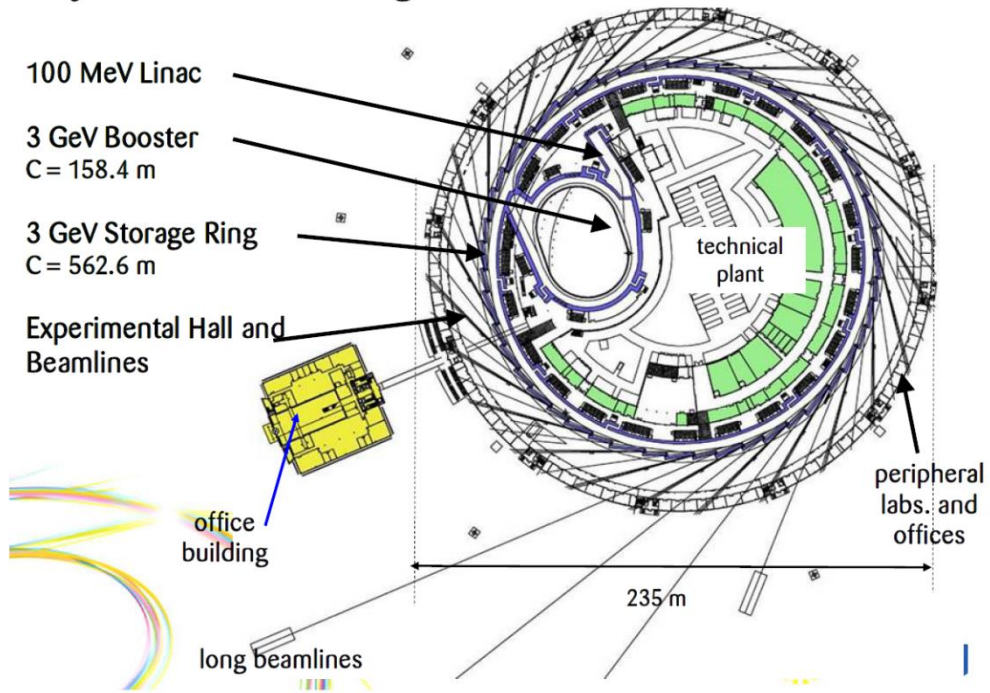 100 MeV Linac
3 GeV Booster
C = 158.4 m
3 GeV Storage Ring
C = 562.6 m
Experimental Hall and
Beamlines
technical
plant
peripheral
labs. and
offices
office
building
235 m
long beamlines